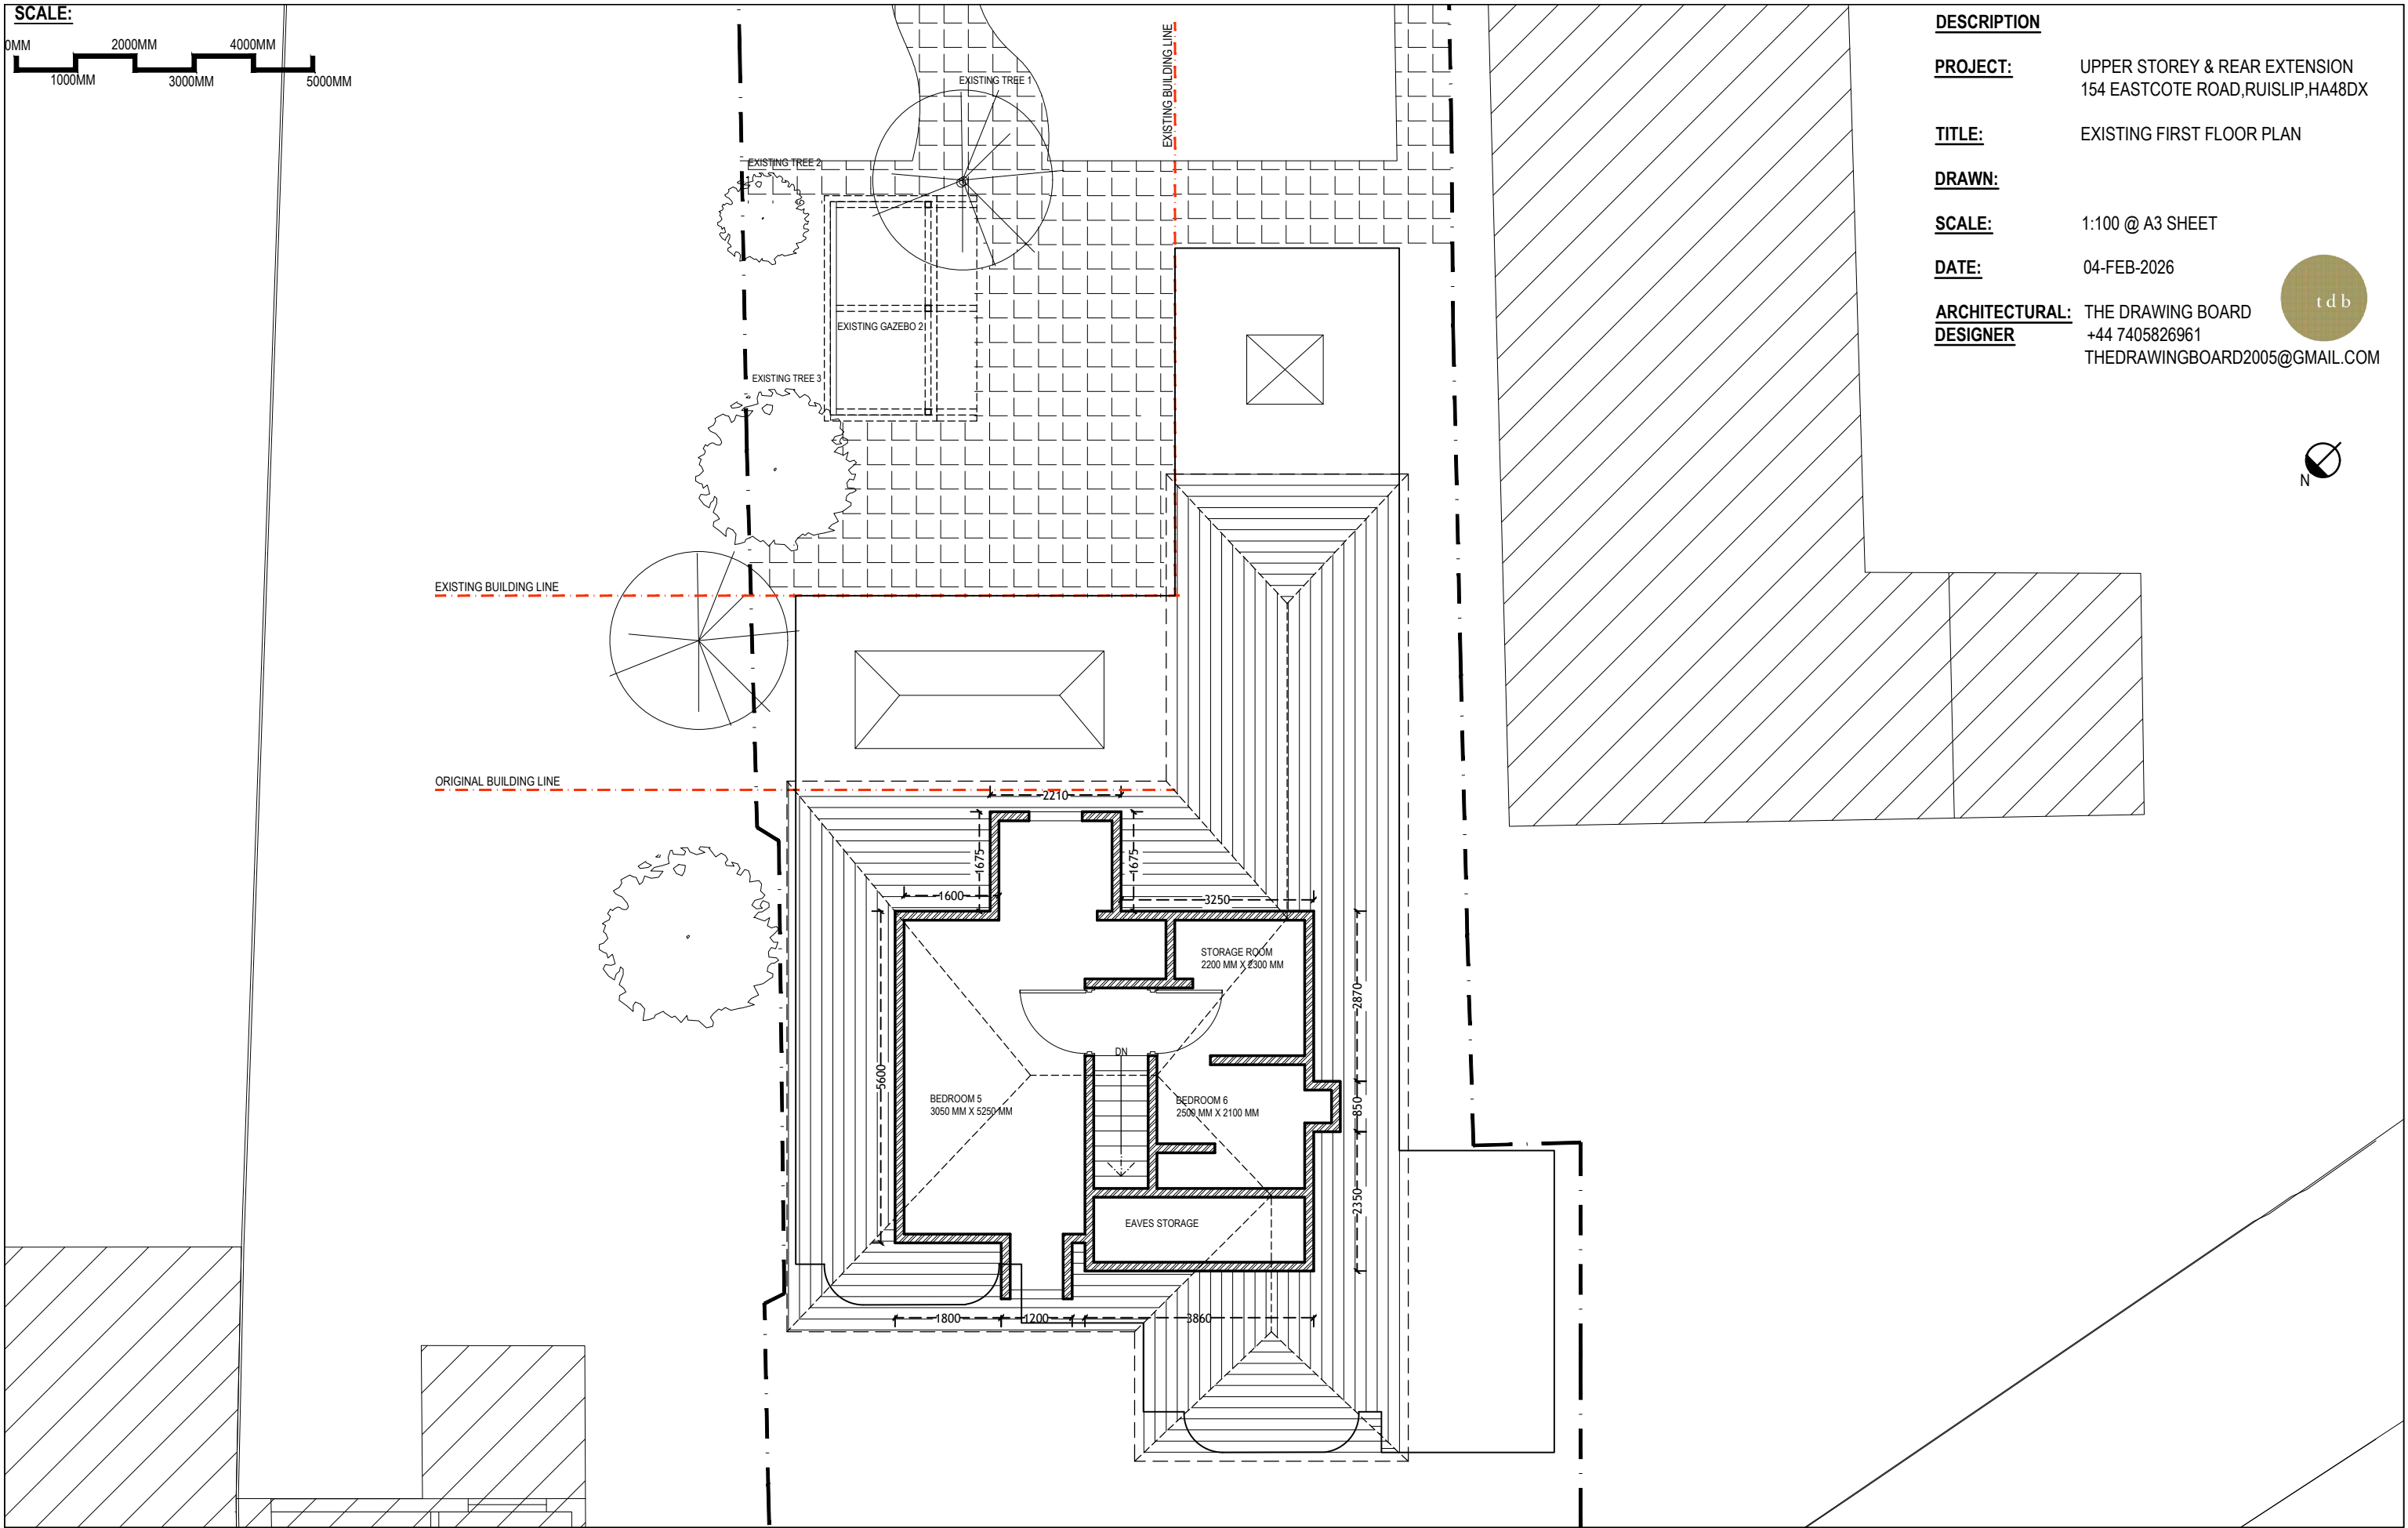 SCALE:
0MM
2000MM
4000MM
1000MM
3000MM
5000MM
DESCRIPTION
PROJECT: UPPER STOREY & REAR EXTENSION
154 EASTCOTE ROAD,RUISLIP,HA48DX
TITLE: EXISTING FIRST FLOOR PLAN
DRAWN:
SCALE: 1:100 @ A3 SHEET
DATE: 04-FEB-2026
ARCHITECTURAL: THE DRAWING BOARD
DESIGNER +44 7405826961
THEDRAWINGBOARD2005@GMAIL.COM
t d b
N
EXISTING BUILDING LINE
EXISTING TREE 1
EXISTING TREE 2
EXISTING GAZEBO 2
EXISTING TREE 3
EXISTING BUILDING LINE
ORIGINAL BUILDING LINE
2210
1675
1675
1600
3250
STORAGE ROOM
2200 MM X 2300 MM
2870
DN
5600
BEDROOM 5
3050 MM X 5250 MM
BEDROOM 6
2500 MM X 2100 MM
850
2350
EAVES STORAGE
1800
1200
3860